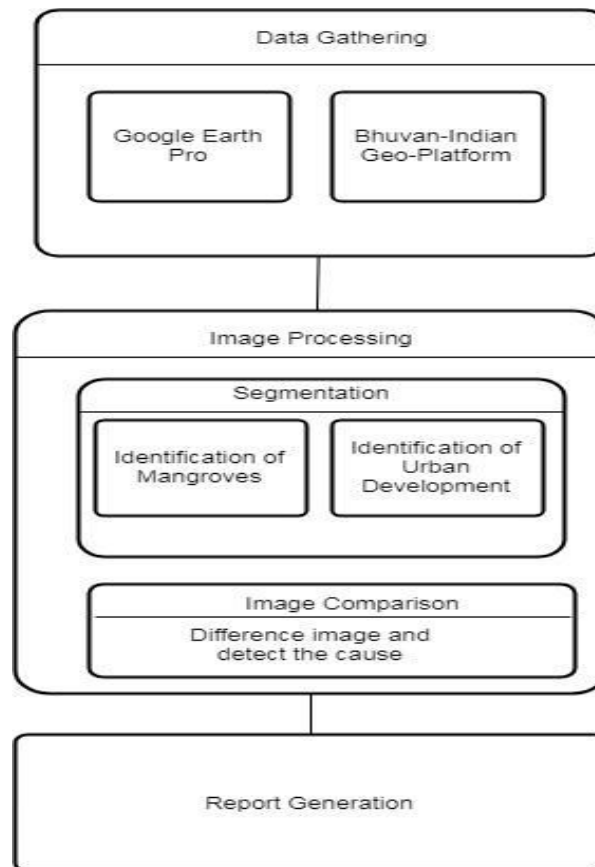 Data Gathering
Google Earth
Pro
Bhuvan-Indian
Geo-Platform
Image Processing
Segmentation
Identification of
Mangroves
Identification of
Urban
Development
Image Comparison
Difference image and
detect the cause
Report Generation